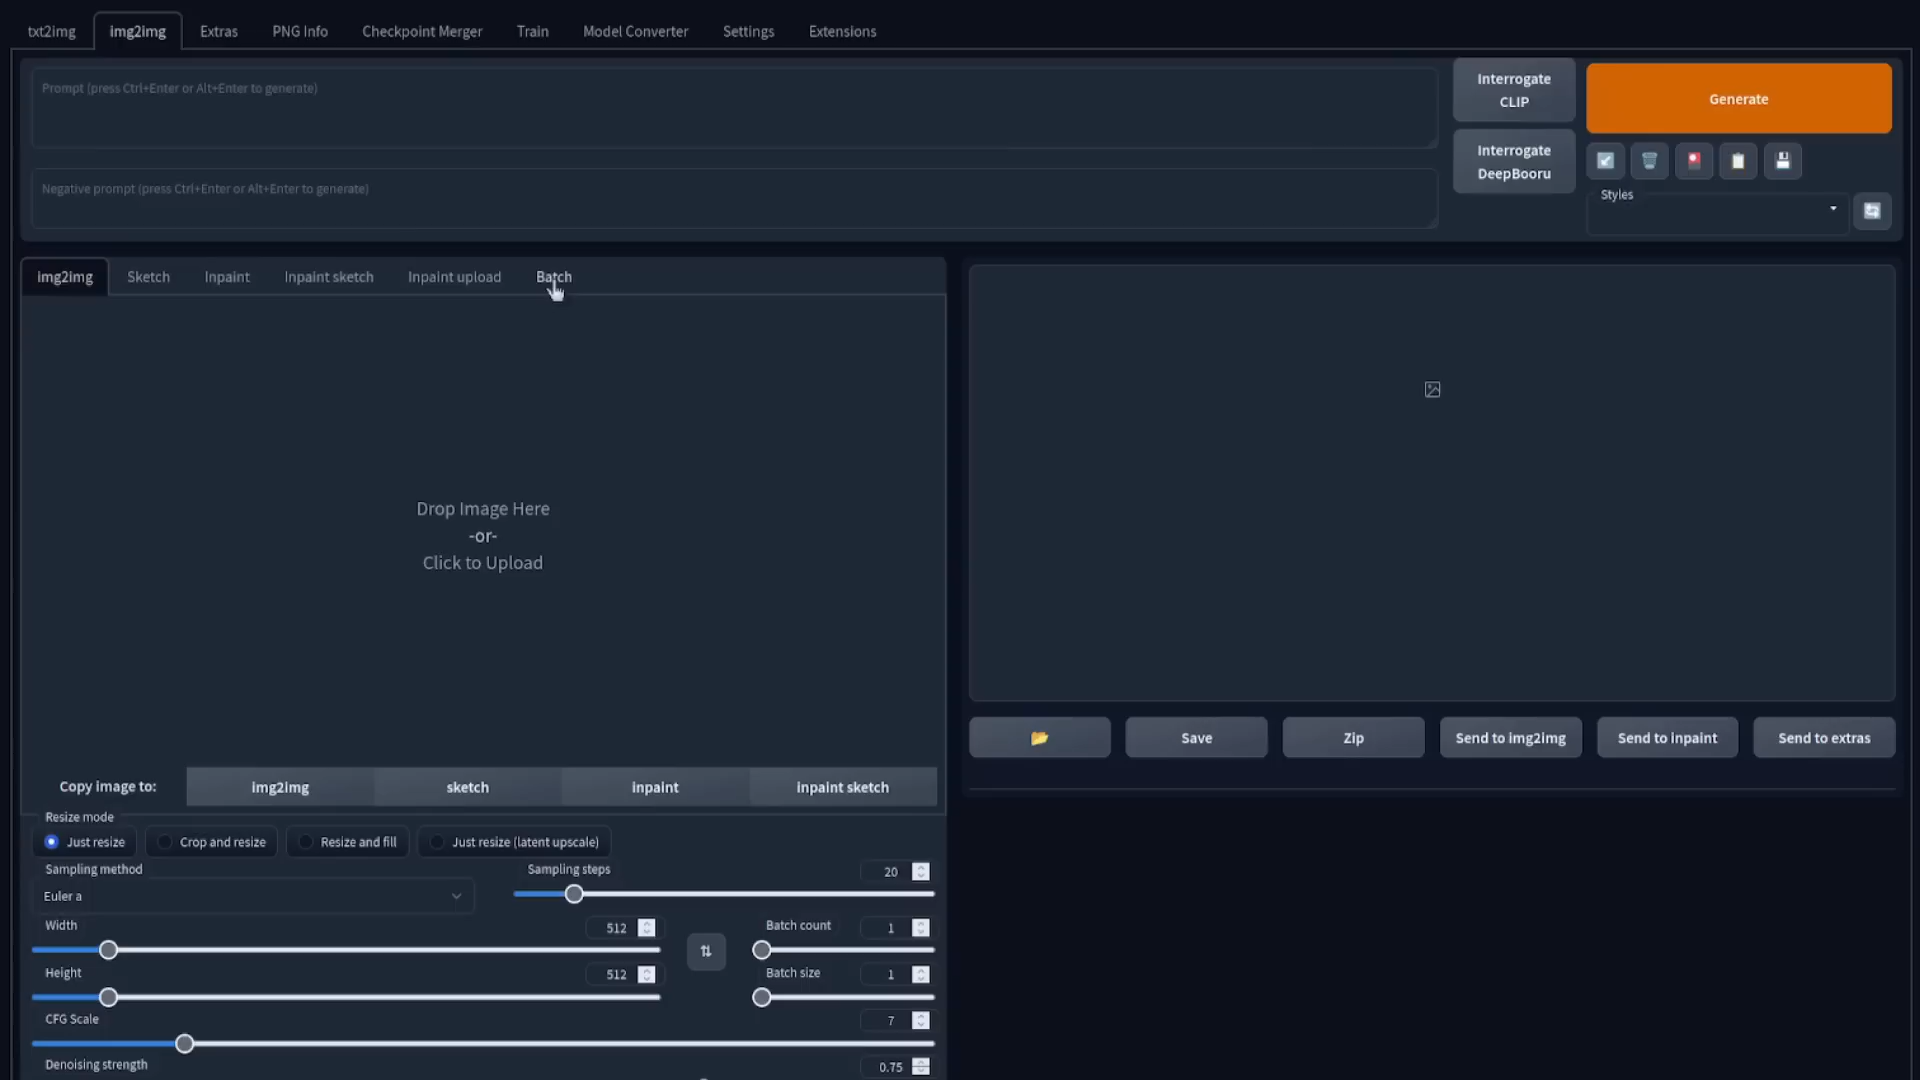 txt2img
img2img
Extras
PNG Info
Checkpoint Merger
Train
Model Converter
Settings
Extensions
Prompt (press Ctrl+Enter or Alt+Enter to generate)
Negative prompt (press Ctrl+Enter or Alt+Enter to generate)
Interrogate
CLIP
Interrogate
DeepBooru
Generate
Styles
img2img
Sketch
Inpaint
Inpaint sketch
Inpaint upload
Batch
Drop Image Here
-or-
Click to Upload
Copy image to:
img2img
sketch
inpaint
inpaint sketch
Resize mode
Just resize
Crop and resize
Resize and fill
Just resize (latent upscale)
Sampling method
Euler a
Sampling steps
20
Width
512
Batch count
1
Height
512
Batch size
1
CFG Scale
7
Denoising strength
0.75
Save
Zip
Send to img2img
Send to inpaint
Send to extras